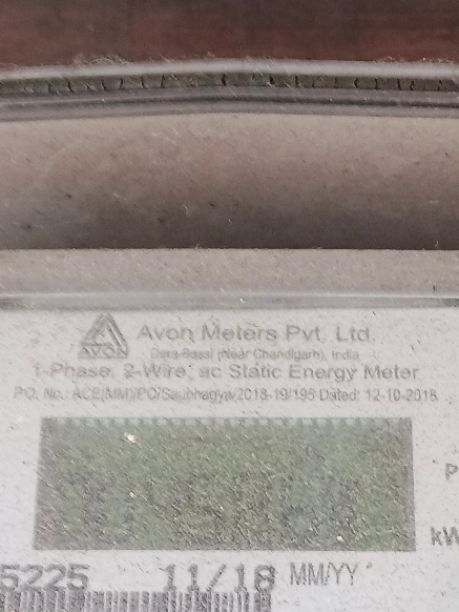 AVON
Avon Meters Pvt. Ltd.
Dera Bassi (Near Chandigarh), India
1-Phase, 2-Wire, ac Static Energy Meter
P.O. No.: ACE(MM)/PO/Saubhagya/2018-19/195 Dated: 12-10-2018
P
kW
5225 11/18 MM/YY